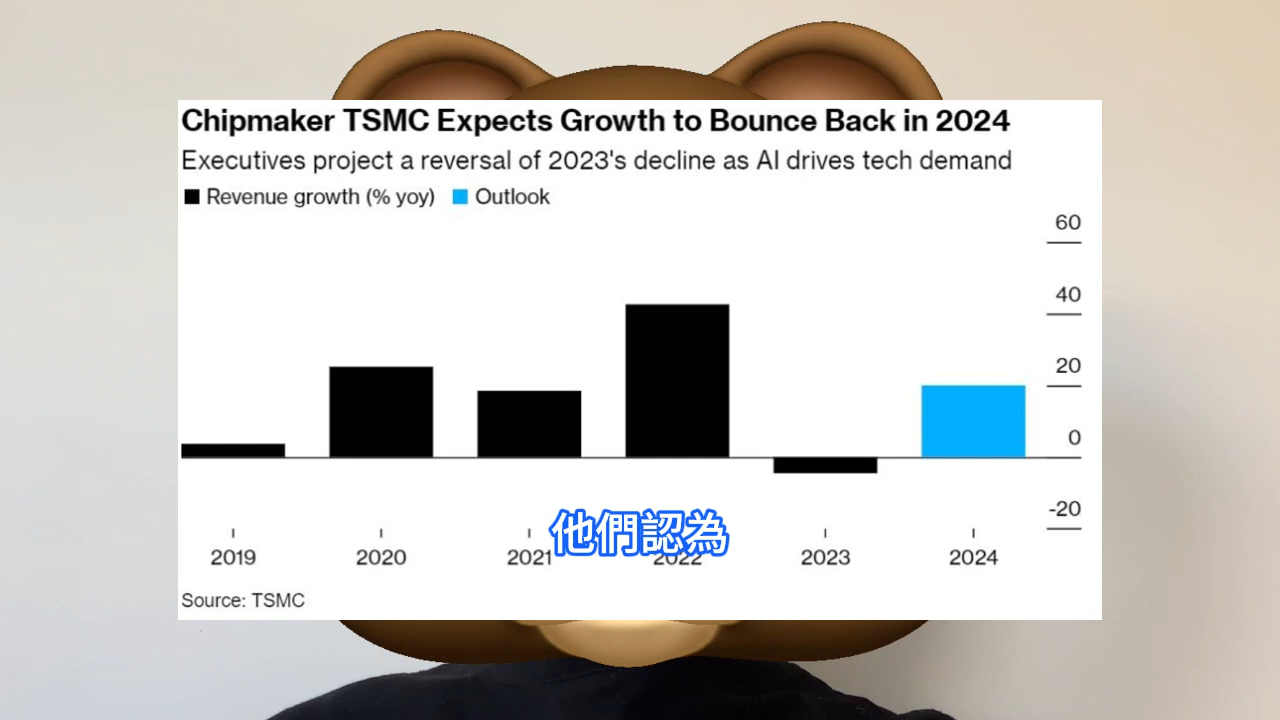 Chipmaker TSMC Expects Growth to Bounce Back in 2024
Executives project a reversal of 2023's decline as AI drives tech demand
Revenue growth (% yoy) Outlook
60
40
20
0
-20
他們認為
2019 2020 2021 2022 2023 2024
Source: TSMC